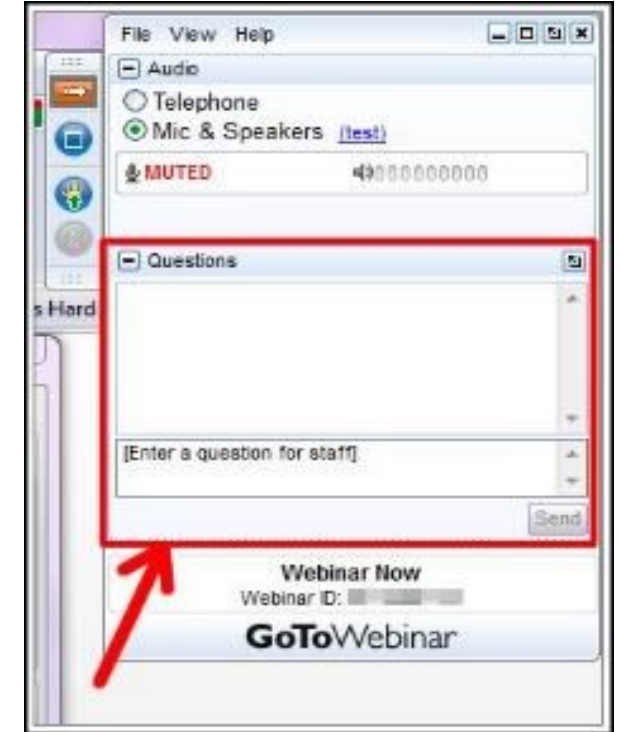 File View Help
Audio
Telephone
Mic & Speakers (test)
MUTED
Questions
s Hard
[Enter a question for staff]
Send
Webinar Now
Webinar ID:
GoToWebinar